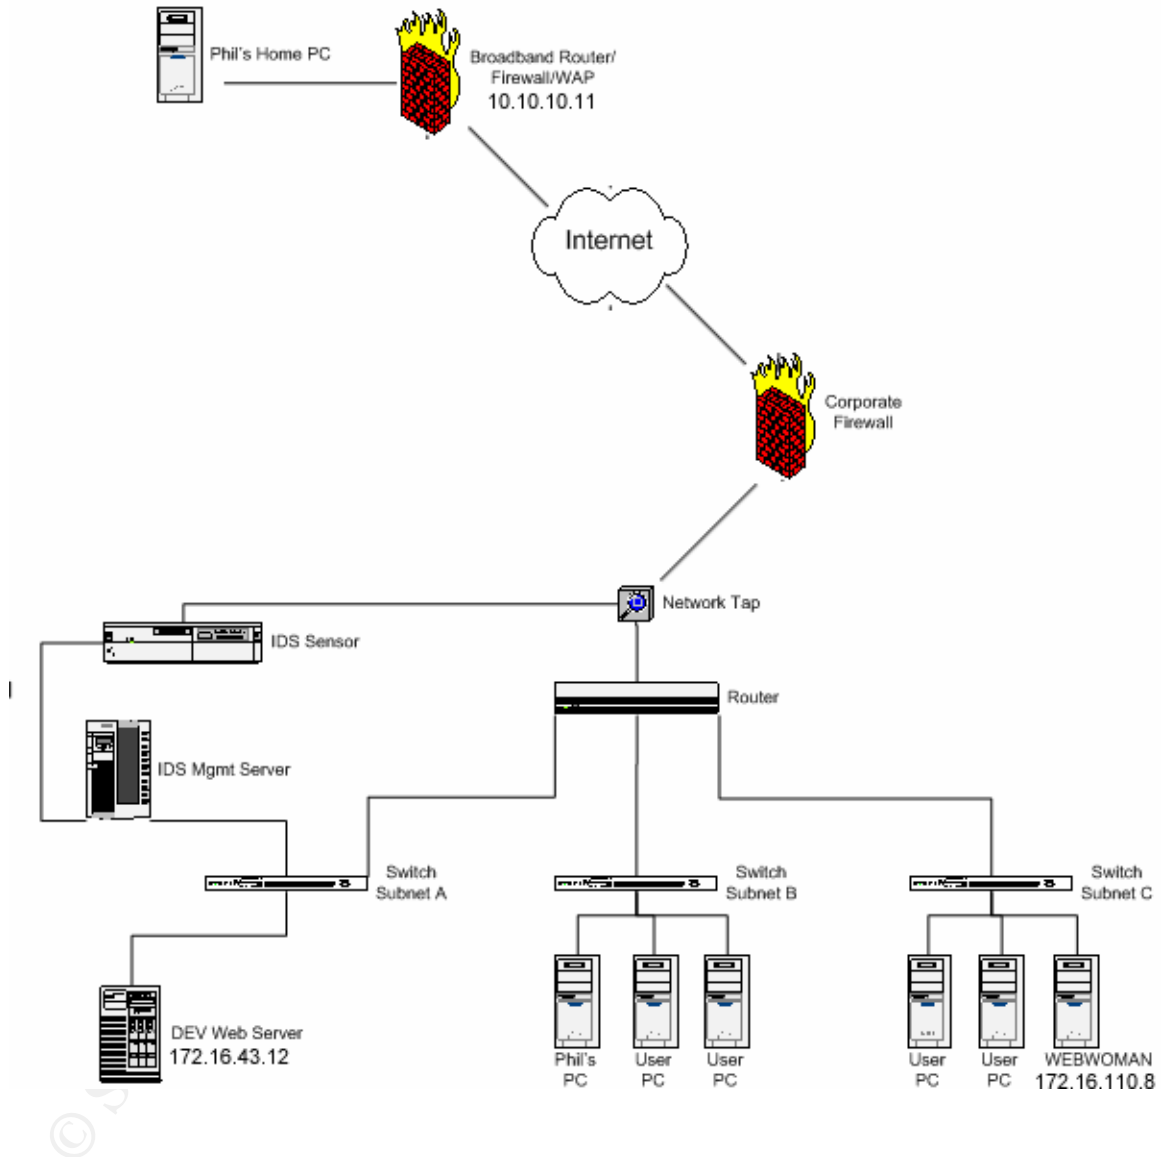 Phil's Home PC
Broadband Router/
Firewall/WAP
10.10.10.11
Internet
Corporate
Firewall
Network Tap
IDS Sensor
Router
IDS Mgmt Server
Switch
Subnet A
Switch
Subnet B
Switch
Subnet C
DEV Web Server
172.16.43.12
Phil's
PC
User
PC
User
PC
User
PC
User
PC
WEBWOMAN
172.16.110.8
©